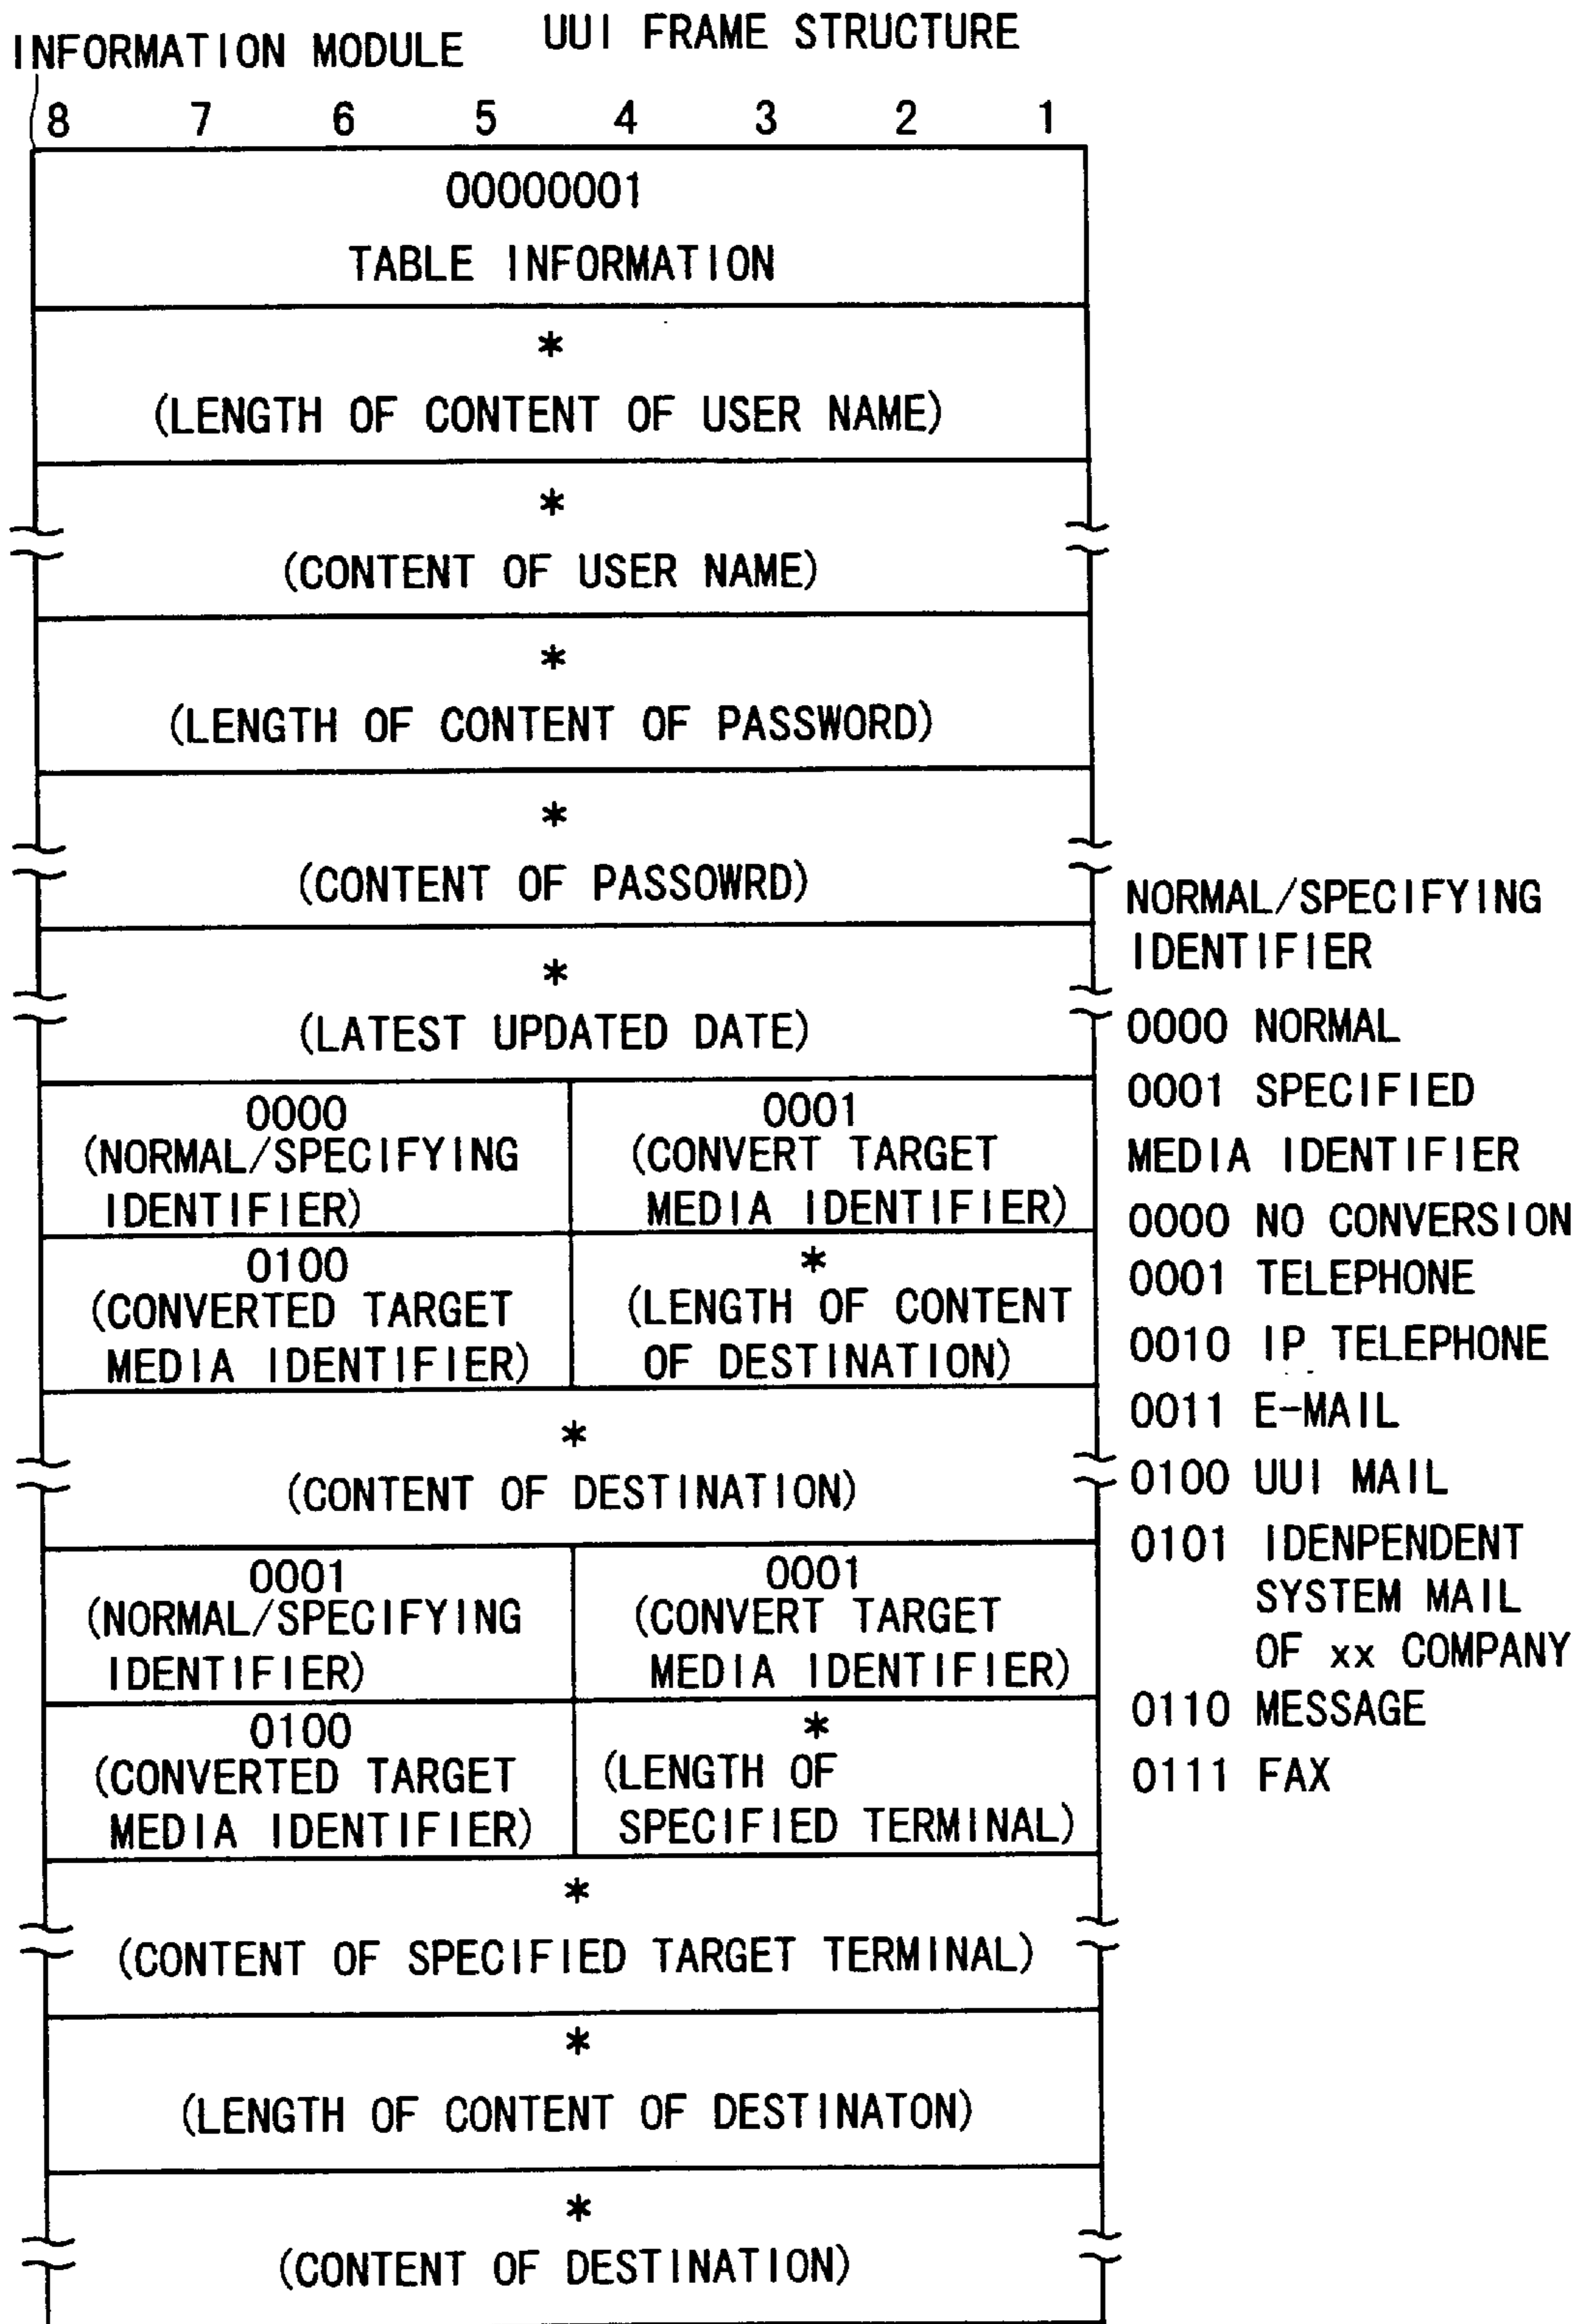 UUI FRAME STRUCTURE
INFORMATION MODULE
8 7 6 5 4 3 2 1
00000001
TABLE INFORMATION
*
(LENGTH OF CONTENT OF USER NAME)
*
(CONTENT OF USER NAME)
*
(LENGTH OF CONTENT OF PASSWORD)
*
(CONTENT OF PASSOWRD)
*
(LATEST UPDATED DATE)
0000
(NORMAL/SPECIFYING
IDENTIFIER)
0001
(CONVERT TARGET
MEDIA IDENTIFIER)
0100
(CONVERTED TARGET
MEDIA IDENTIFIER)
*
(LENGTH OF CONTENT
OF DESTINATION)
*
(CONTENT OF DESTINATION)
0001
(NORMAL/SPECIFYING
IDENTIFIER)
0001
(CONVERT TARGET
MEDIA IDENTIFIER)
0100
(CONVERTED TARGET
MEDIA IDENTIFIER)
*
(LENGTH OF
SPECIFIED TERMINAL)
*
(CONTENT OF SPECIFIED TARGET TERMINAL)
*
(LENGTH OF CONTENT OF DESTINATON)
*
(CONTENT OF DESTINATION)
NORMAL/SPECIFYING
IDENTIFIER
0000 NORMAL
0001 SPECIFIED
MEDIA IDENTIFIER
0000 NO CONVERSION
0001 TELEPHONE
0010 IP TELEPHONE
0011 E-MAIL
0100 UUI MAIL
0101 IDENPENDENT
SYSTEM MAIL
OF xx COMPANY
0110 MESSAGE
0111 FAX